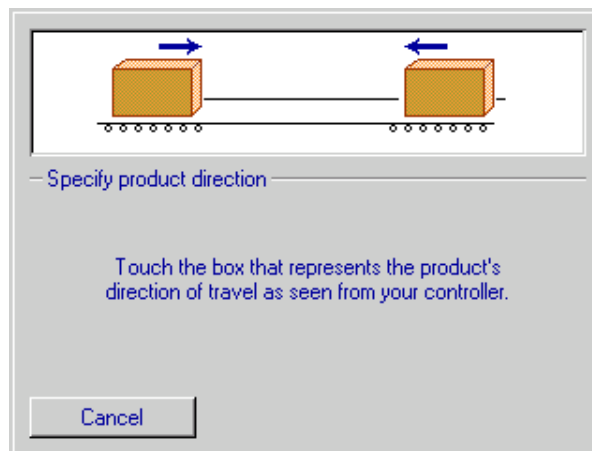 Specify product direction
Touch the box that represents the product's
direction of travel as seen from your controller.
Cancel